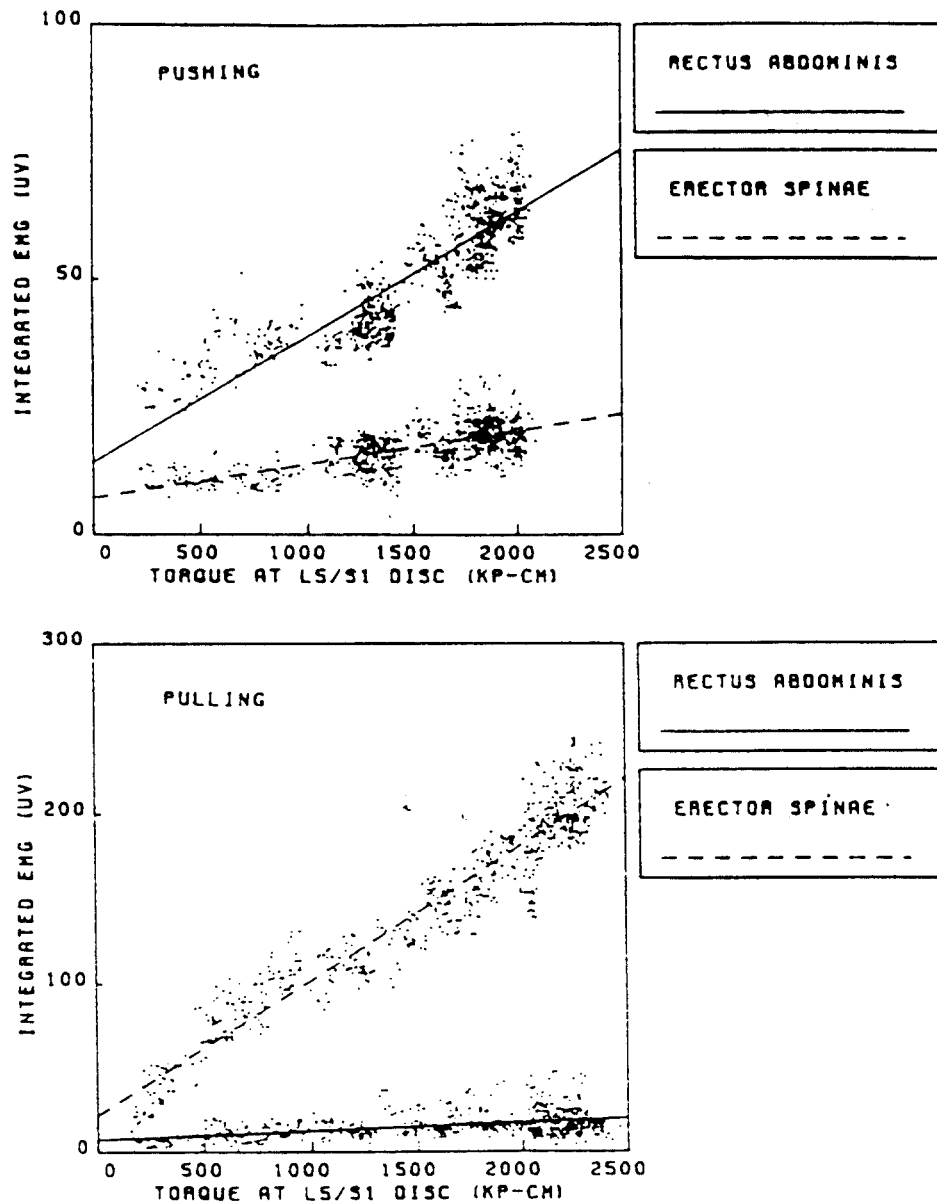 100
PUSHING
RECTUS ABDOMINIS
ERECTOR SPINAE
INTEGRATED EMG (UV)
50
0
0 500 1000 1500 2000 2500
TORQUE AT L5/S1 DISC (KP-CM)
300
PULLING
RECTUS ABDOMINIS
ERECTOR SPINAE
INTEGRATED EMG (UV)
200
100
0
0 500 1000 1500 2000 2500
TORQUE AT L5/S1 DISC (KP-CM)